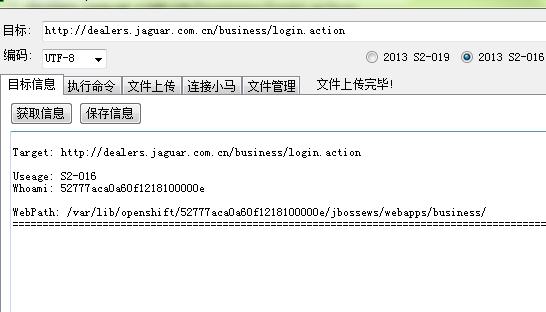 目标: http://dealers.jaguar.com.cn/business/login.action
编码: UTF-8 2013 S2-019 2013 S2-016
目标信息 执行命令 文件上传 连接小马 文件管理 文件上传完毕!
获取信息 保存信息
Target: http://dealers.jaguar.com.cn/business/login.action
Useage: S2-016
Whoami: 52777aca0a60f1218100000e
WebPath: /var/lib/openshift/52777aca0a60f1218100000e/jbossews/webapps/business/
================================================================================